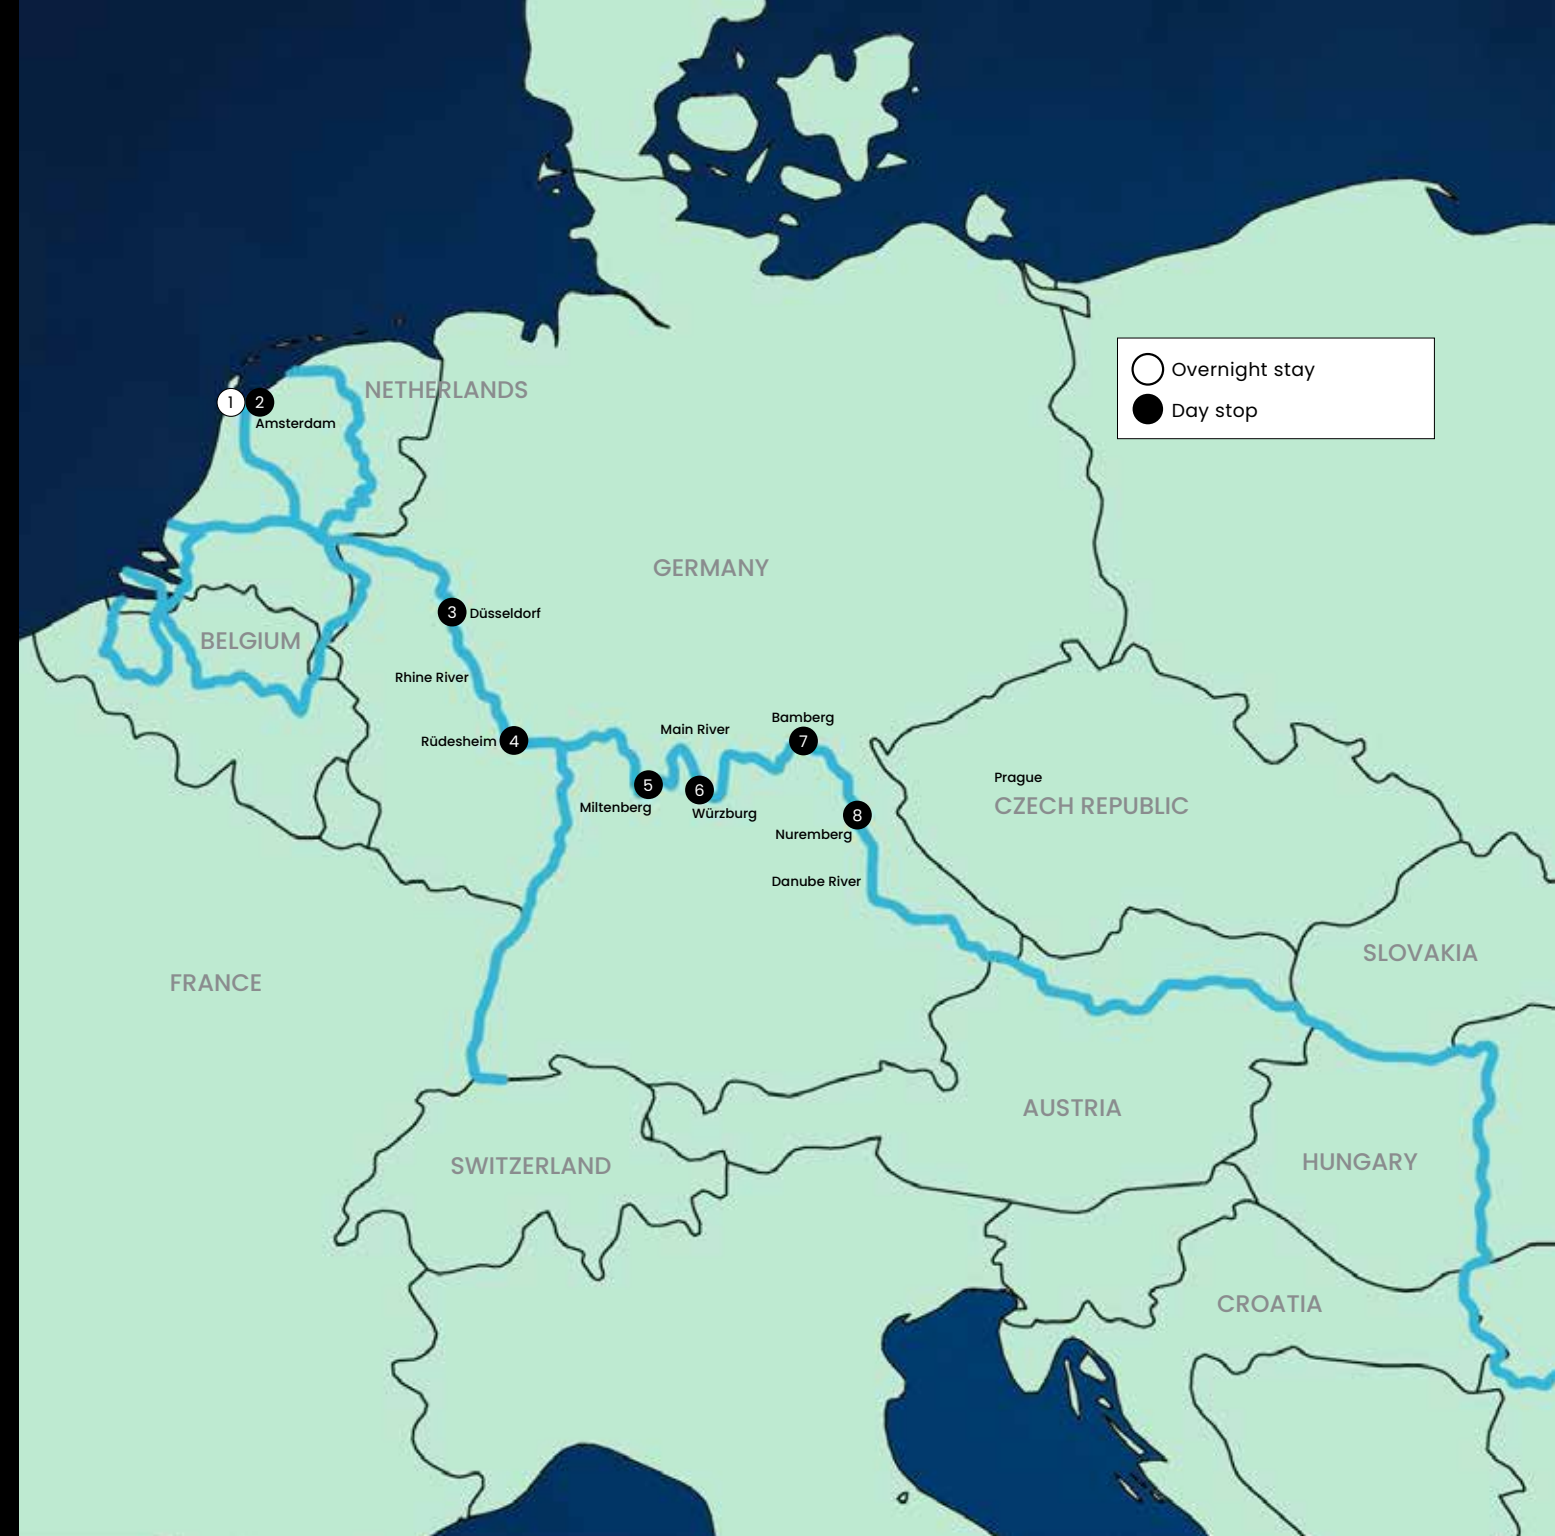 Overnight stay
Day stop
NETHERLANDS
1 2
Amsterdam
GERMANY
3 Düsseldorf
BELGIUM
Rhine River
Bamberg
Main River
Rüdesheim 4
7
Prague
5
6
CZECH REPUBLIC
Miltenberg
Würzburg
8
Nuremberg
Danube River
SLOVAKIA
FRANCE
AUSTRIA
HUNGARY
SWITZERLAND
CROATIA